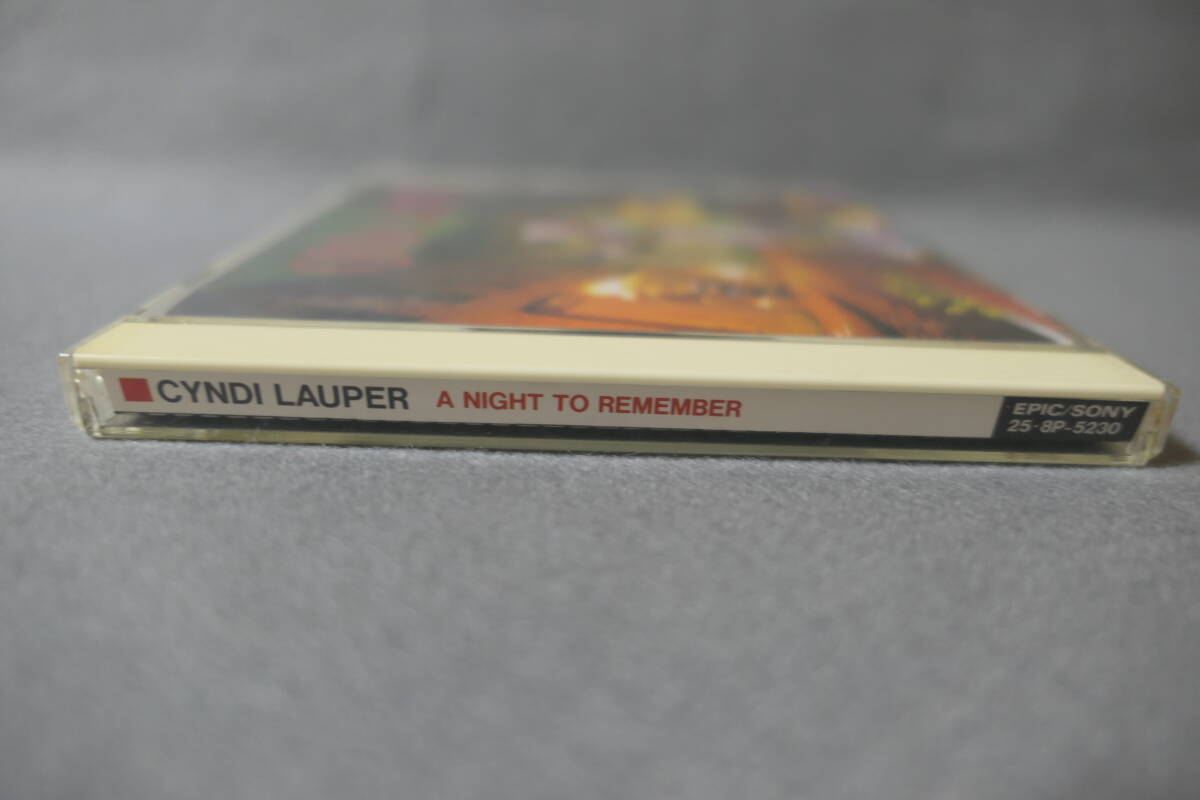 CYNDI LAUPER A NIGHT TO REMEMBER
EPIC/SONY
25·8P-5230